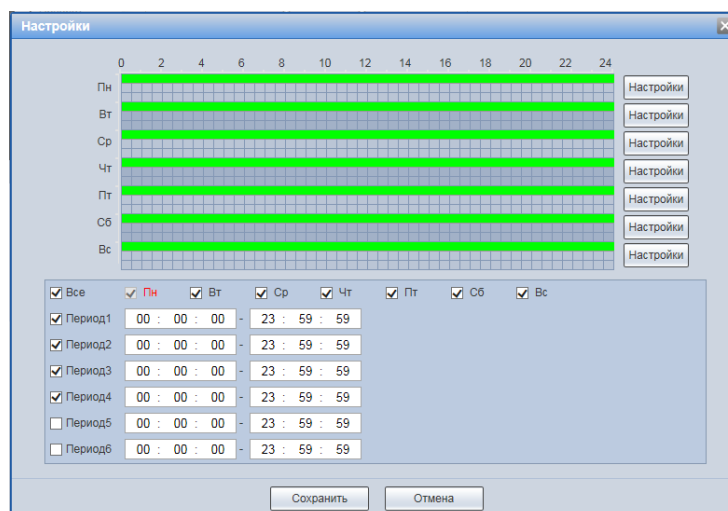 Настройки
0 2 4 6 8 10 12 14 16 18 20 22 24
Пн Настройки
Вт Настройки
Ср Настройки
Чт Настройки
Пт Настройки
Сб Настройки
Вс Настройки
Все Пн Вт Ср Чт Пт Сб Вс
Период1 00 : 00 : 00 - 23 : 59 : 59
Период2 00 : 00 : 00 - 23 : 59 : 59
Период3 00 : 00 : 00 - 23 : 59 : 59
Период4 00 : 00 : 00 - 23 : 59 : 59
Период5 00 : 00 : 00 - 23 : 59 : 59
Период6 00 : 00 : 00 - 23 : 59 : 59
Сохранить Отмена